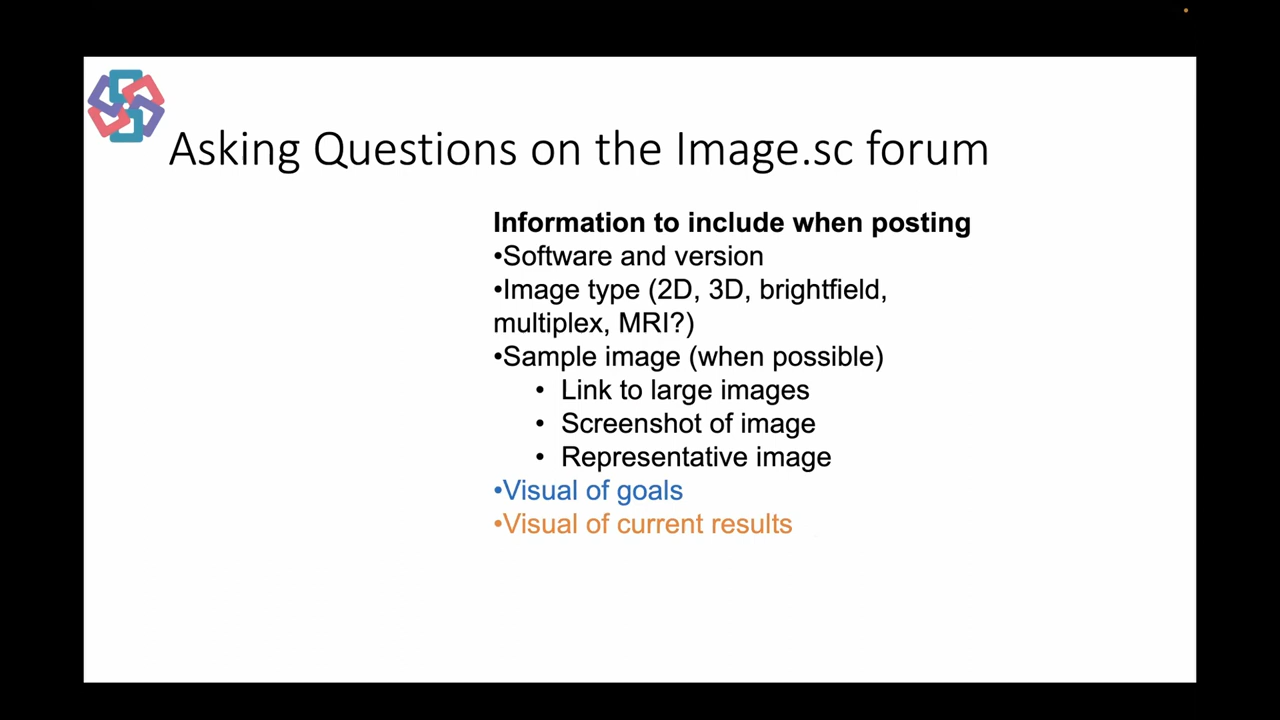 Asking Questions on the Image.sc forum
Information to include when posting
•Software and version
•Image type (2D, 3D, brightfield,
multiplex, MRI?)
•Sample image (when possible)
• Link to large images
• Screenshot of image
• Representative image
•Visual of goals
•Visual of current results